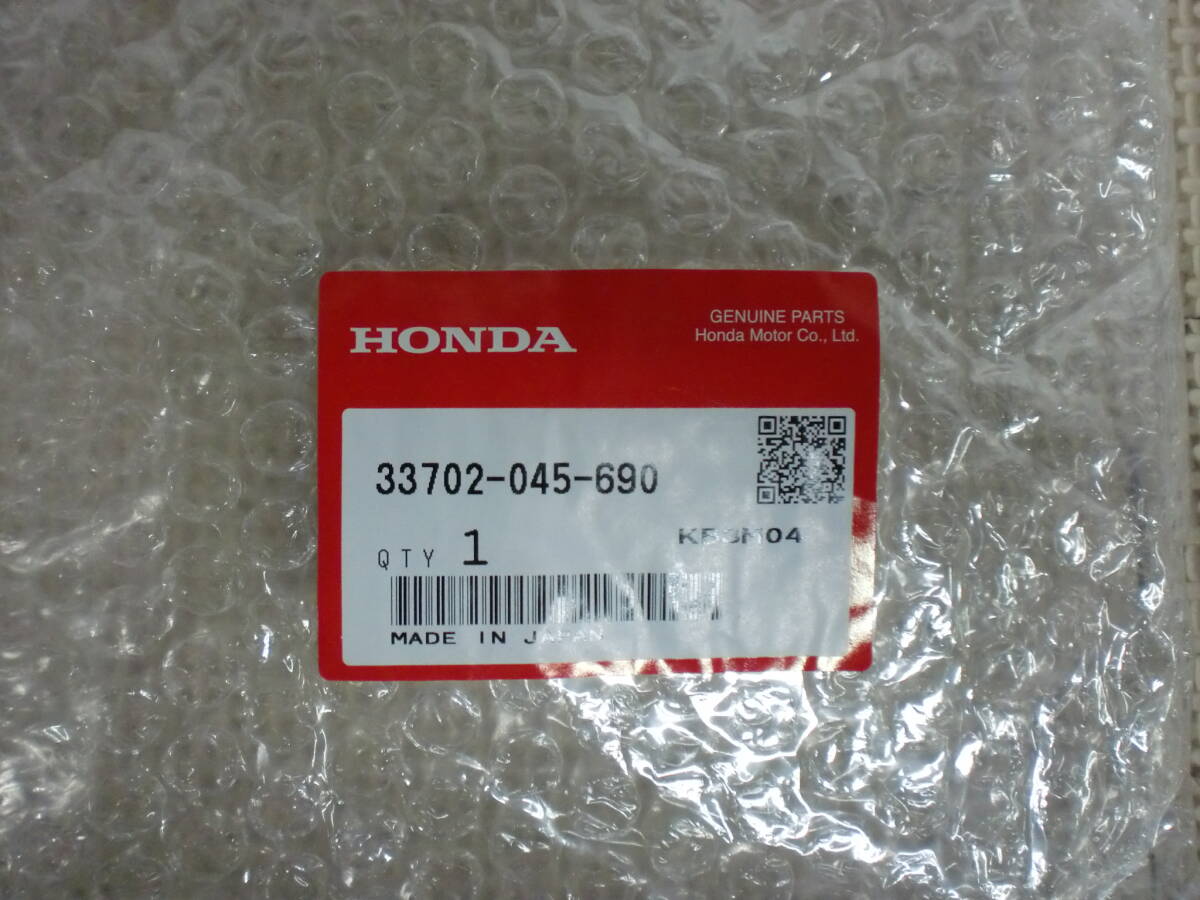 HONDA
GENUINE PARTS
Honda Motor Co., Ltd.
33702-045-690
QTY 1
MADE IN JAPAN